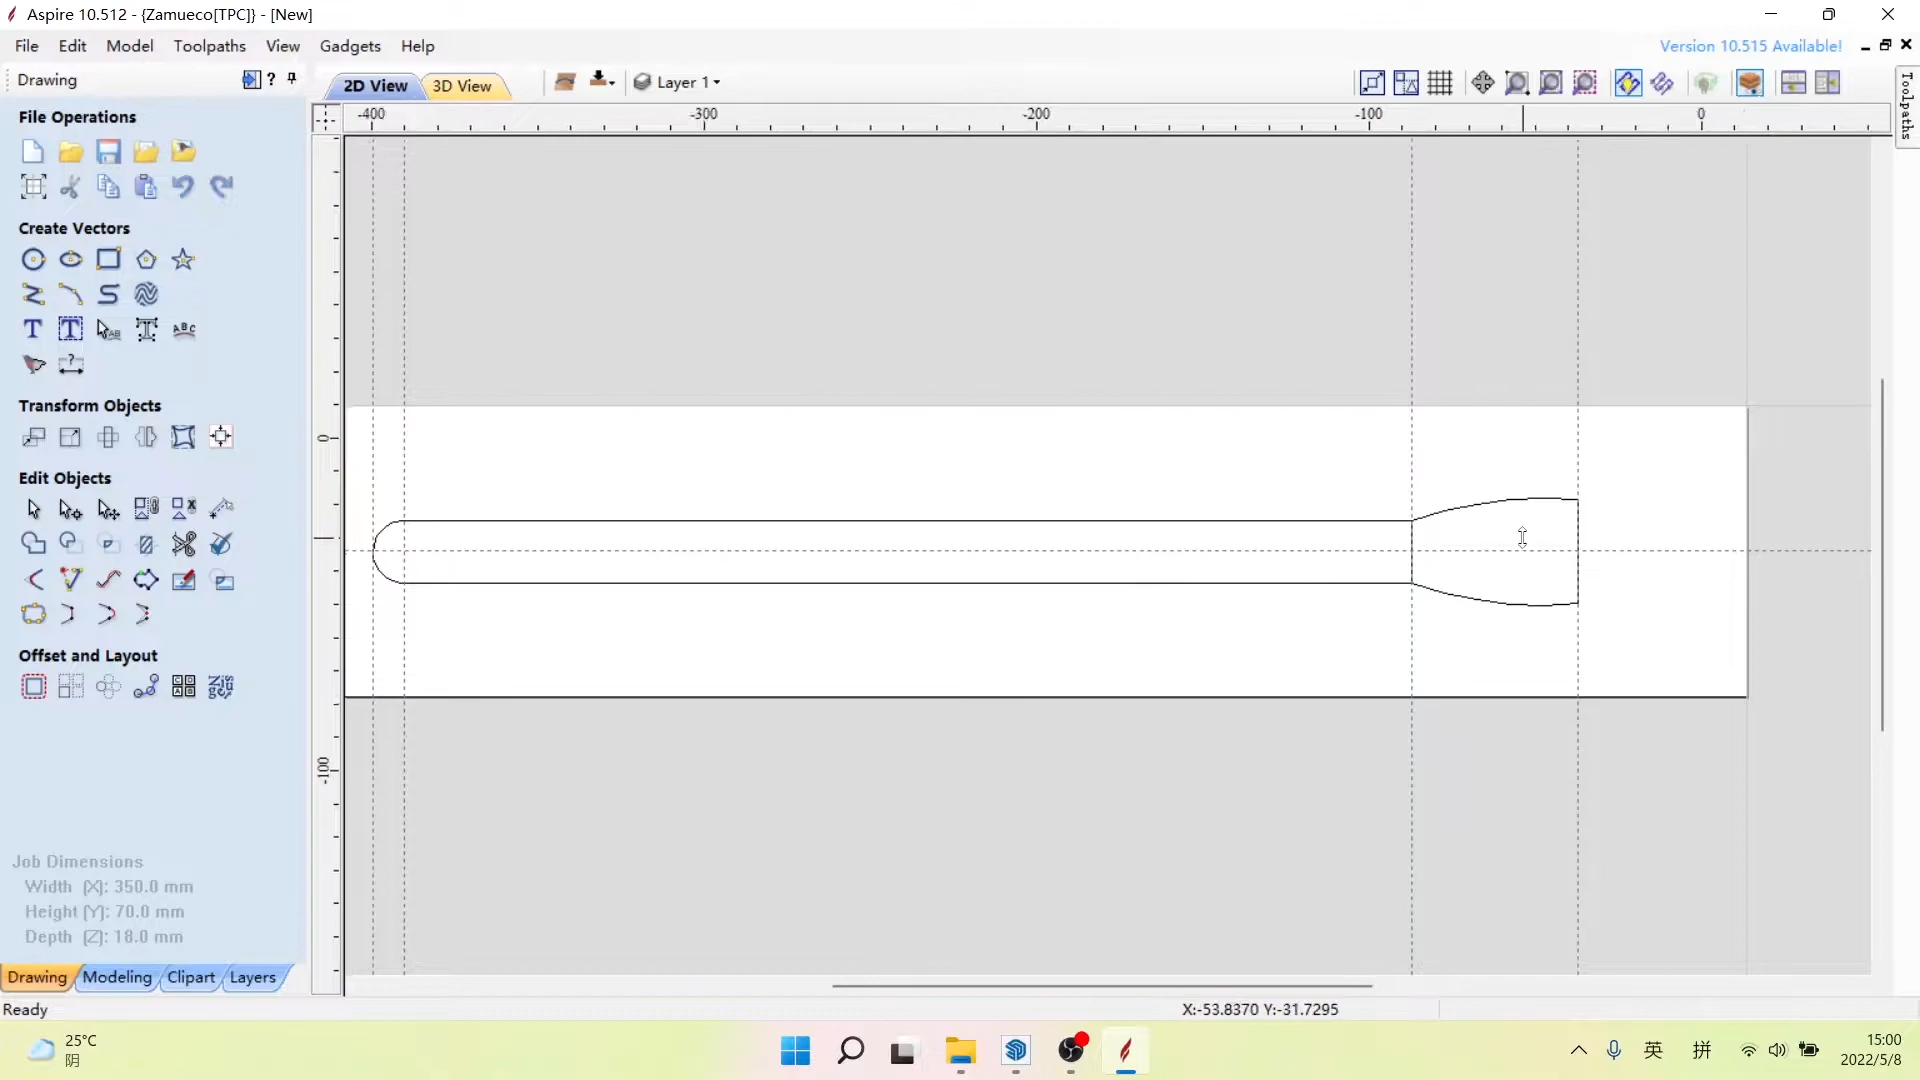 Aspire 10.512 - {Zamueco[TPC]} - [New]
File Edit Model Toolpaths View Gadgets Help
Version 10.515 Available!
Drawing
2D View
3D View
Layer 1
Toolpaths
-400 -300 -200 -100 0
0
-100
File Operations
Create Vectors
Transform Objects
Edit Objects
Offset and Layout
Job Dimensions
Width (X): 350.0 mm
Height (Y): 70.0 mm
Depth (Z): 18.0 mm
Drawing Modeling Clipart Layers
Ready
X:-53.8370 Y:-31.7295
25°C
阴
英
拼
15:00
2022/5/8